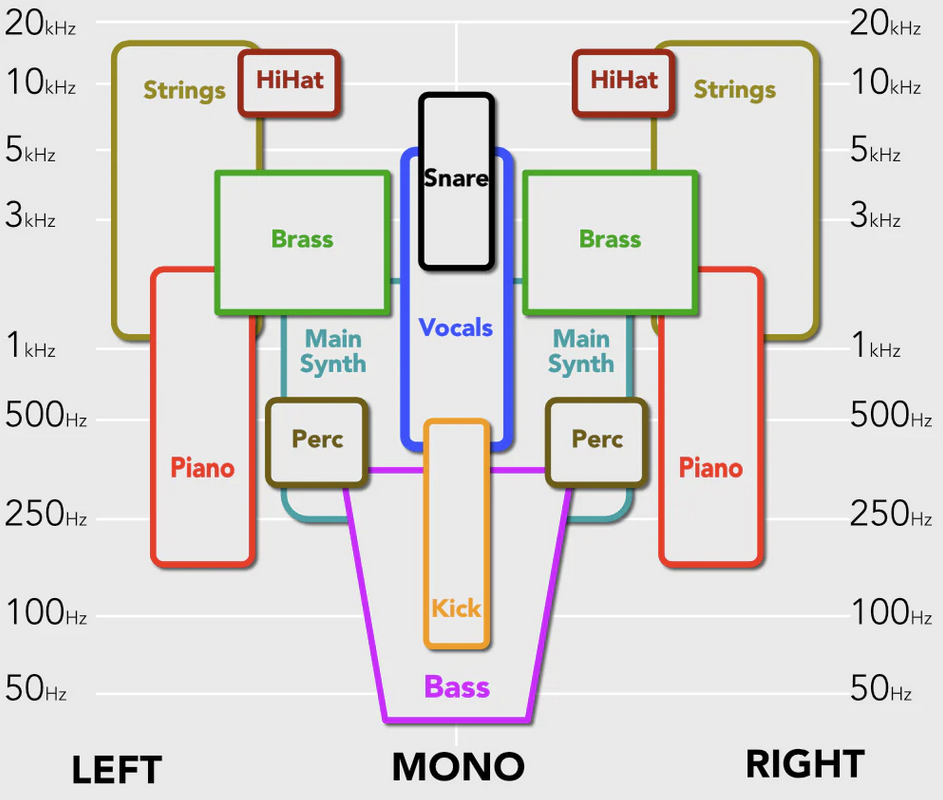 20kHz 20kHz
10kHz Strings HiHat HiHat Strings 10kHz
5kHz 5kHz
Snare
3kHz Brass Brass 3kHz
Vocals
1kHz Main Synth Main Synth 1kHz
500Hz 500Hz
Perc Perc
Piano Piano
250Hz 250Hz
100Hz Kick 100Hz
50Hz Bass 50Hz
LEFT MONO RIGHT